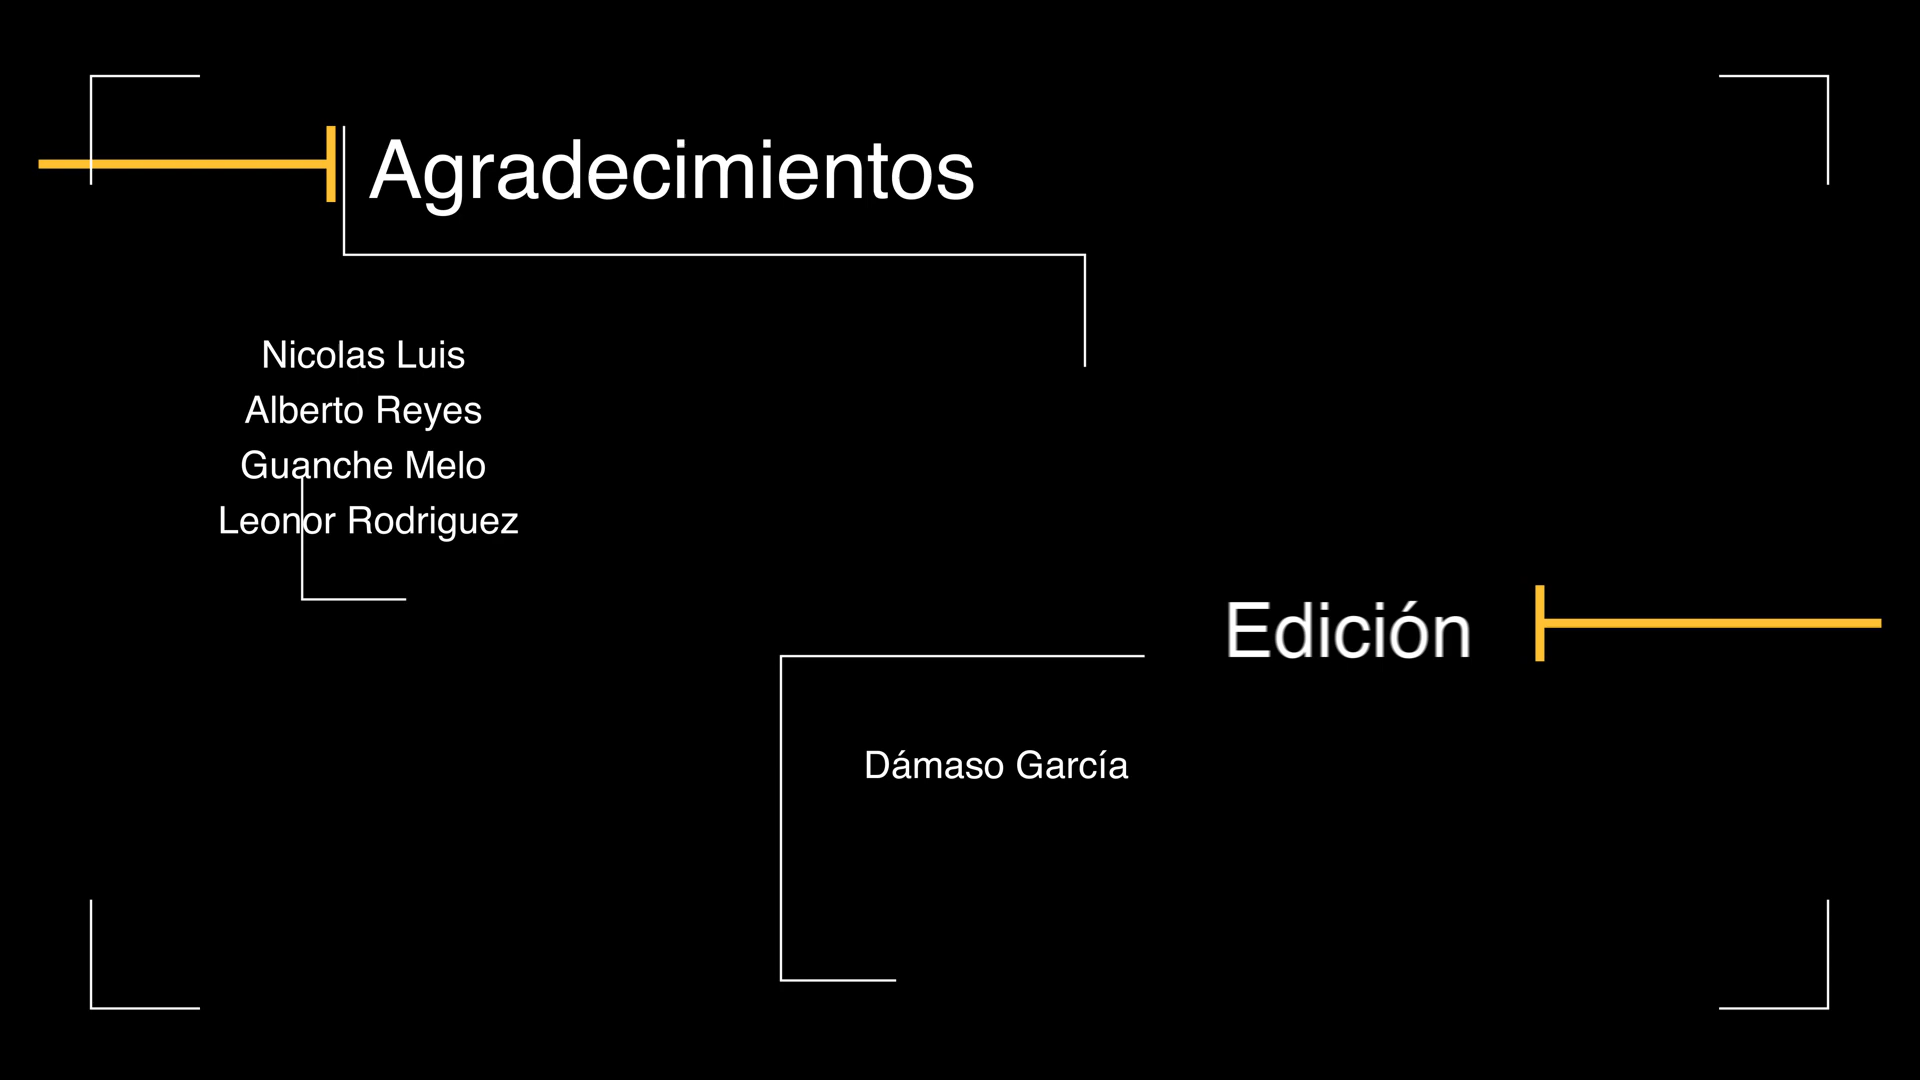 Agradecimientos
Nicolas Luis
Alberto Reyes
Guanche Melo
Leonor Rodriguez
Edición
Dámaso García